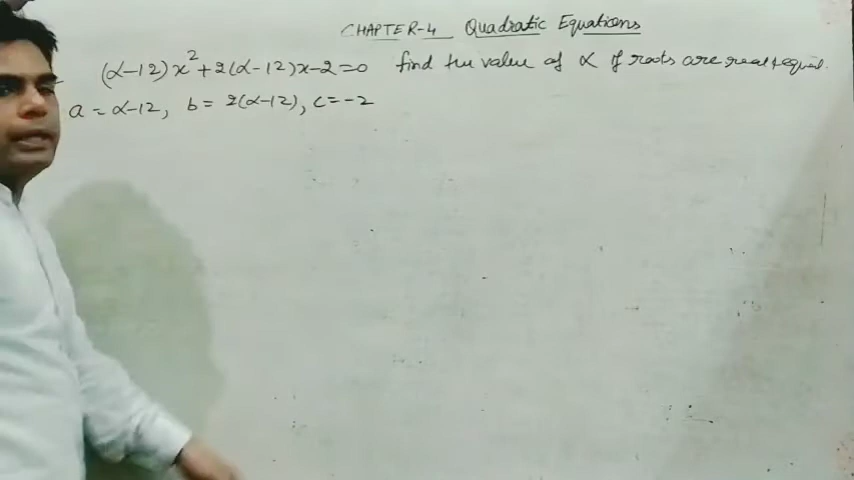 CHAPTER-4 Quadratic Equations
(α-12)x²+2(α-12)x-2=0 find the value of α if roots are real & equal.
a = α-12, b = 2(α-12), c = -2